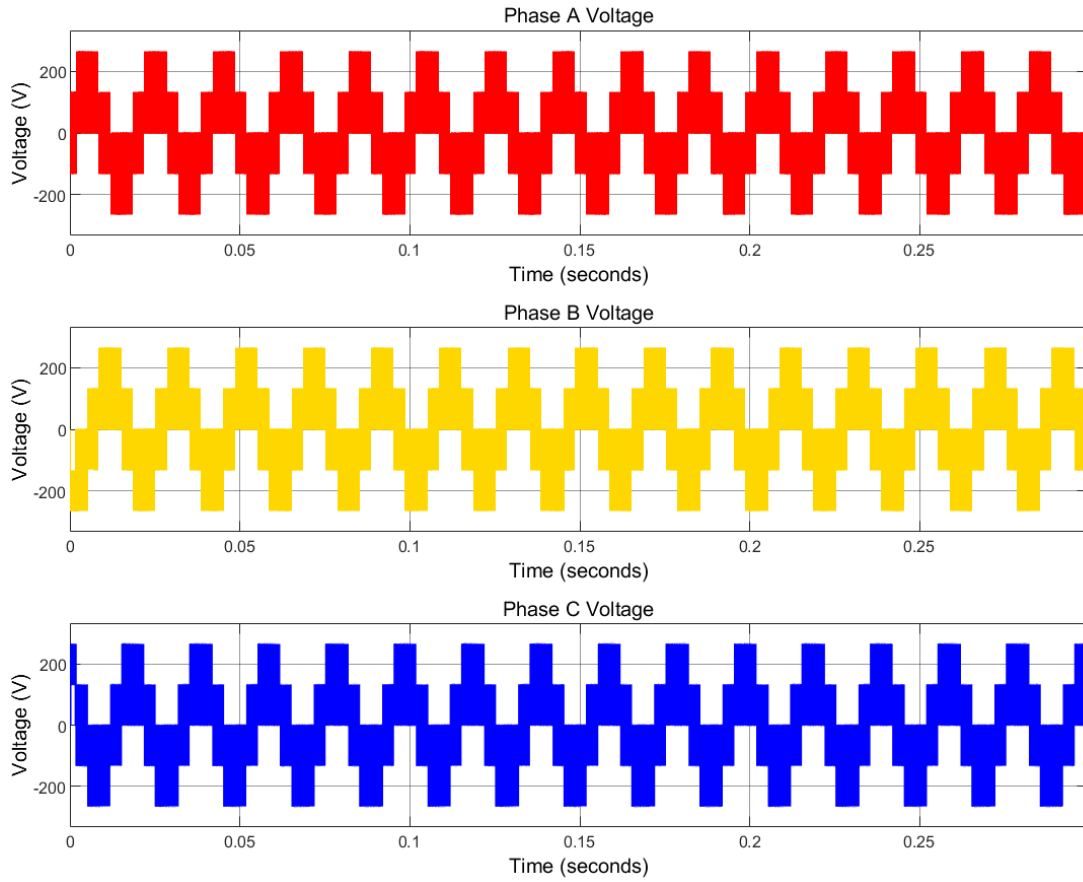 Phase A Voltage
Voltage (V)
200
0
-200
0 0.05 0.1 0.15 0.2 0.25
Time (seconds)
Phase B Voltage
Voltage (V)
200
0
-200
0 0.05 0.1 0.15 0.2 0.25
Time (seconds)
Phase C Voltage
Voltage (V)
200
0
-200
0 0.05 0.1 0.15 0.2 0.25
Time (seconds)